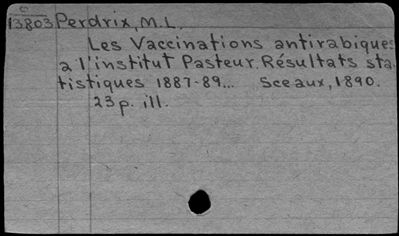 C
13803 Perdrix, M. L.
Les Vaccinations antirabiques
a l'institut Pasteur. Résultats sta-
tistiques 1887-89... Sceaux, 1890.
23 p. ill.